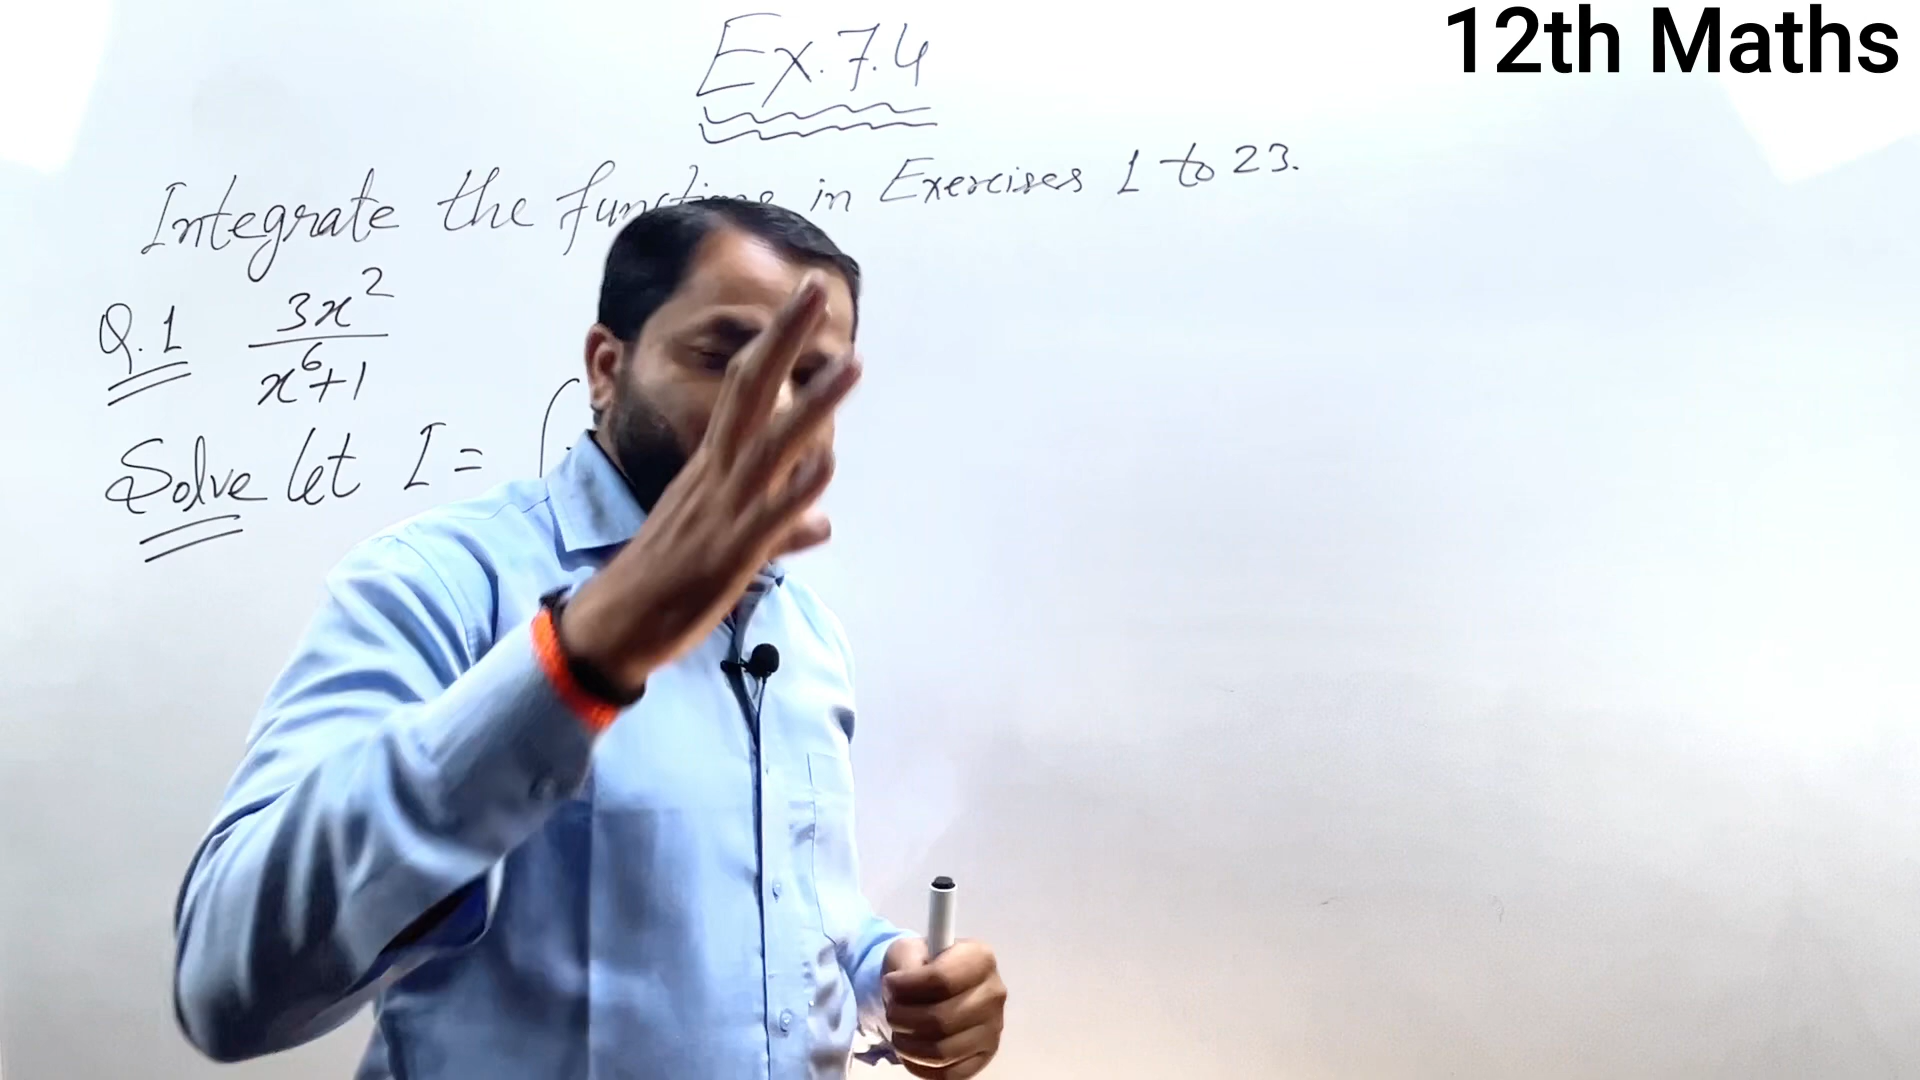 12th Maths
Ex. 7.4
Integrate the in Exercises 1 to 23.
Q.1 3x²/x⁶+1
Solve let I = ∫